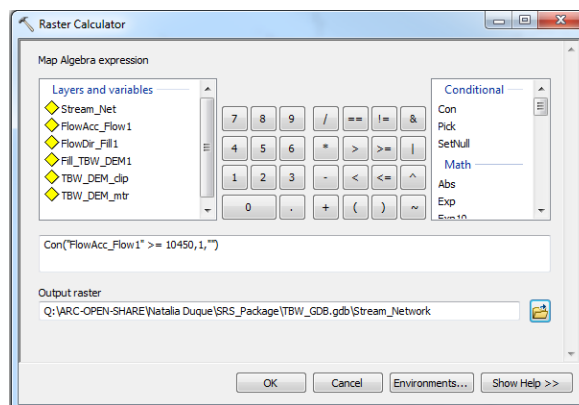 Raster Calculator
Map Algebra expression
Layers and variables
Stream_Net
FlowAcc_Flow1
FlowDir_Fill1
Fill_TBW_DEM1
TBW_DEM_clip
TBW_DEM_mtr
7 8 9 / == != &
4 5 6 * > >= |
1 2 3 - < <= ^
0 . + ( ) ~
Conditional
Con
Pick
SetNull
Math
Abs
Exp
Exp10
Con("FlowAcc_Flow1" >= 10450,1,"")
Output raster
Q:\ARC-OPEN-SHARE\Natalia Duque\SRS_Package\TBW_GDB.gdb\Stream_Network
OK Cancel Environments... Show Help >>